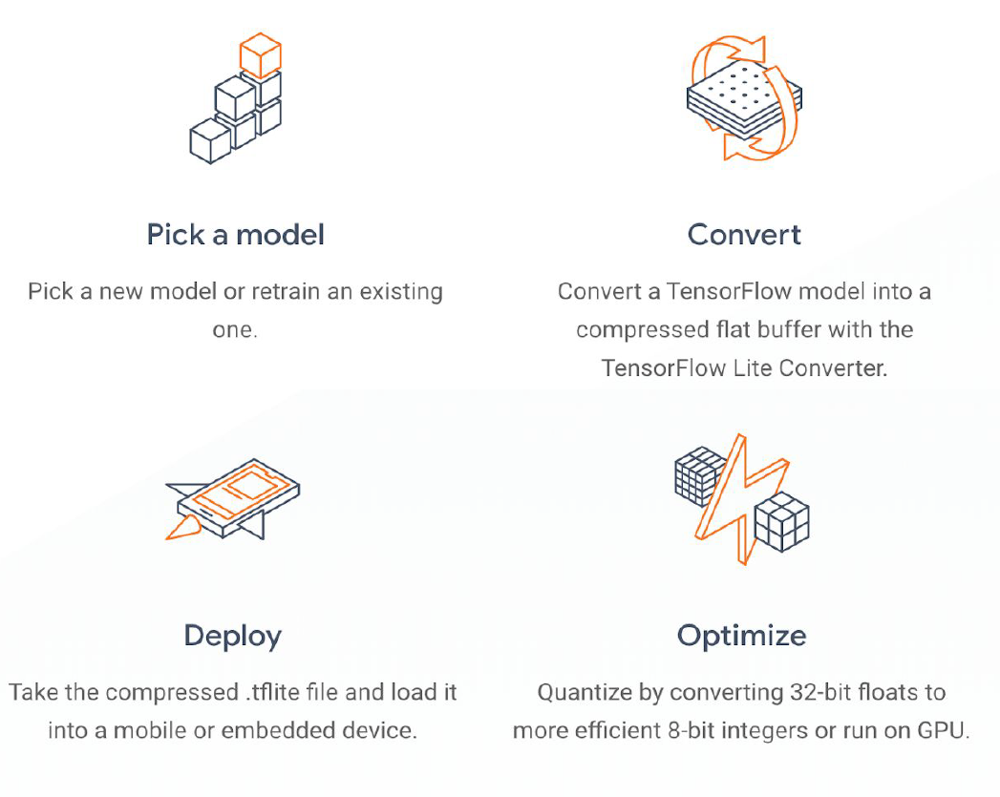 Pick a model
Pick a new model or retrain an existing
one.
Convert
Convert a TensorFlow model into a
compressed flat buffer with the
TensorFlow Lite Converter.
Deploy
Take the compressed .tflite file and load it
into a mobile or embedded device.
Optimize
Quantize by converting 32-bit floats to
more efficient 8-bit integers or run on GPU.